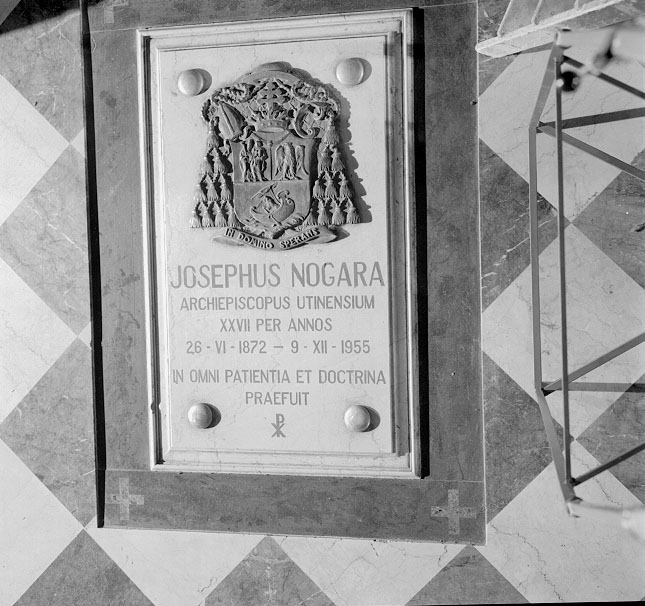 IN DOMINO SPERAVIT
JOSEPHUS NOGARA
ARCHIEPISCOPUS UTINENSIUM
XXVII PER ANNOS
26 - VI - 1872 - 9 - XII - 1955
IN OMNI PATIENTIA ET DOCTRINA
PRAEFUIT